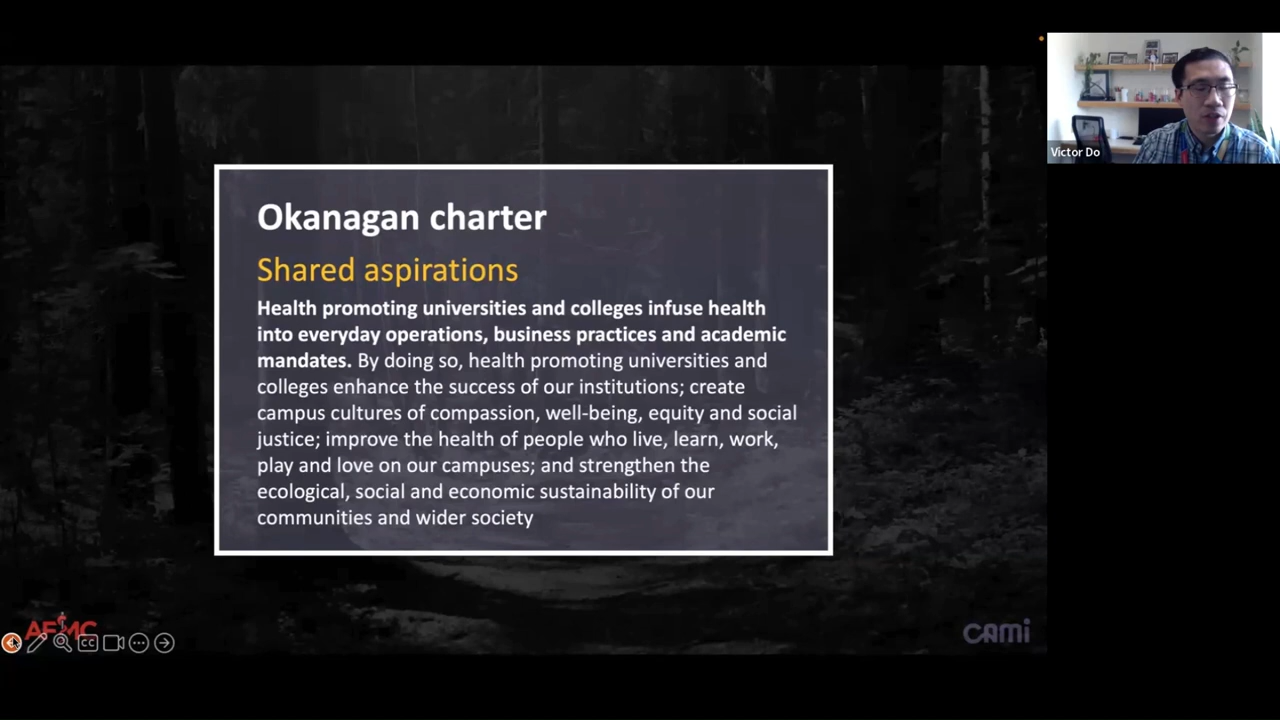 Okanagan charter
Shared aspirations
Health promoting universities and colleges infuse health
into everyday operations, business practices and academic
mandates. By doing so, health promoting universities and
colleges enhance the success of our institutions; create
campus cultures of compassion, well-being, equity and social
justice; improve the health of people who live, learn, work,
play and love on our campuses; and strengthen the
ecological, social and economic sustainability of our
communities and wider society
Victor Do
AFMC
CC
CAMi